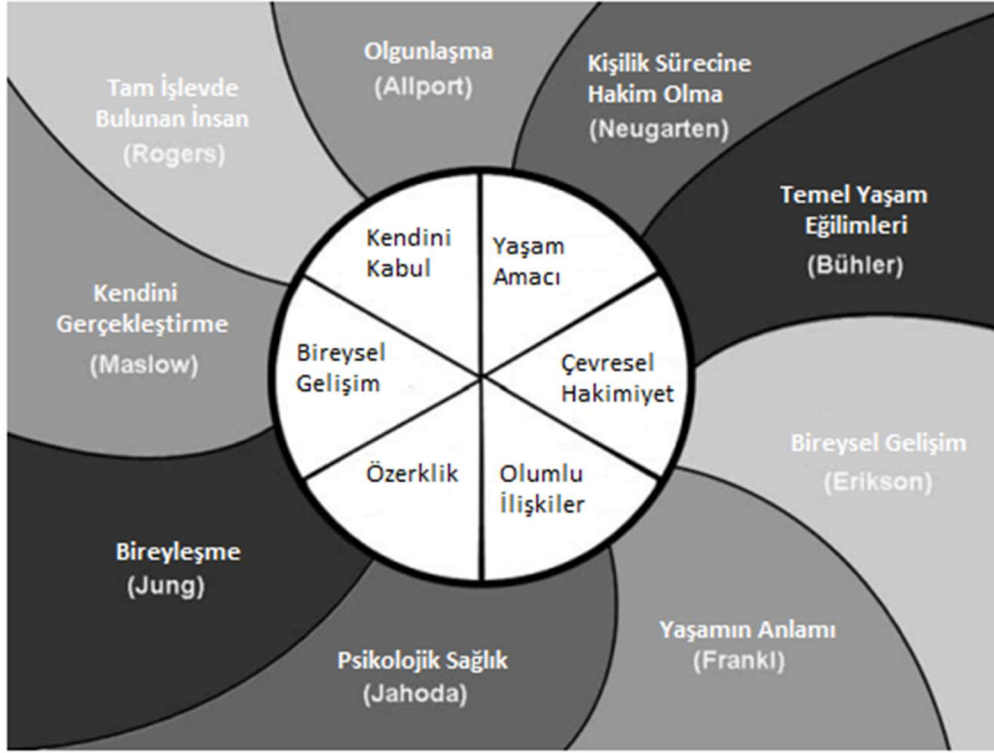 Olgunlaşma
(Allport)
Kişilik Sürecine
Hakim Olma
(Neugarten)
Tam İşlevde
Bulunan İnsan
(Rogers)
Temel Yaşam
Eğilimleri
(Bühler)
Kendini
Gerçekleştirme
(Maslow)
Bireysel Gelişim
(Erikson)
Bireyleşme
(Jung)
Yaşamın Anlamı
(Frankl)
Psikolojik Sağlık
(Jahoda)
Kendini
Kabul
Yaşam
Amacı
Bireysel
Gelişim
Çevresel
Hakimiyet
Özerklik
Olumlu
İlişkiler